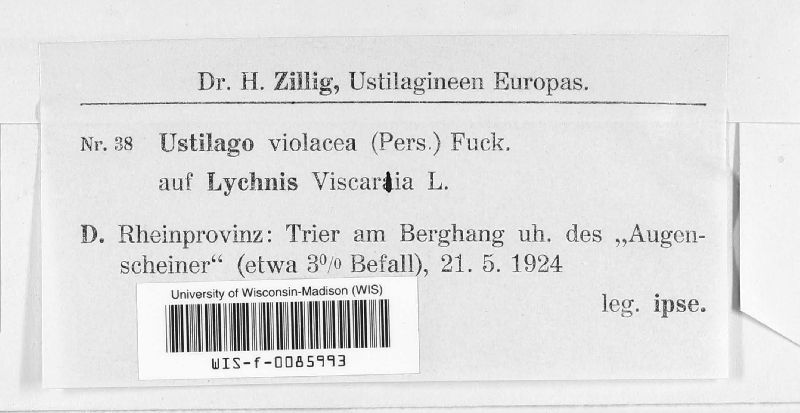 Dr. H. Zillig, Ustilagineen Europas.
Nr. 38 Ustilago violacea (Pers.) Fuck.
auf Lychnis Viscaria L.
D. Rheinprovinz: Trier am Berghang uh. des „Augen-
scheiner“ (etwa 3% Befall), 21. 5. 1924
leg. ipse.
University of Wisconsin-Madison (WIS)
WIS-f-0085993